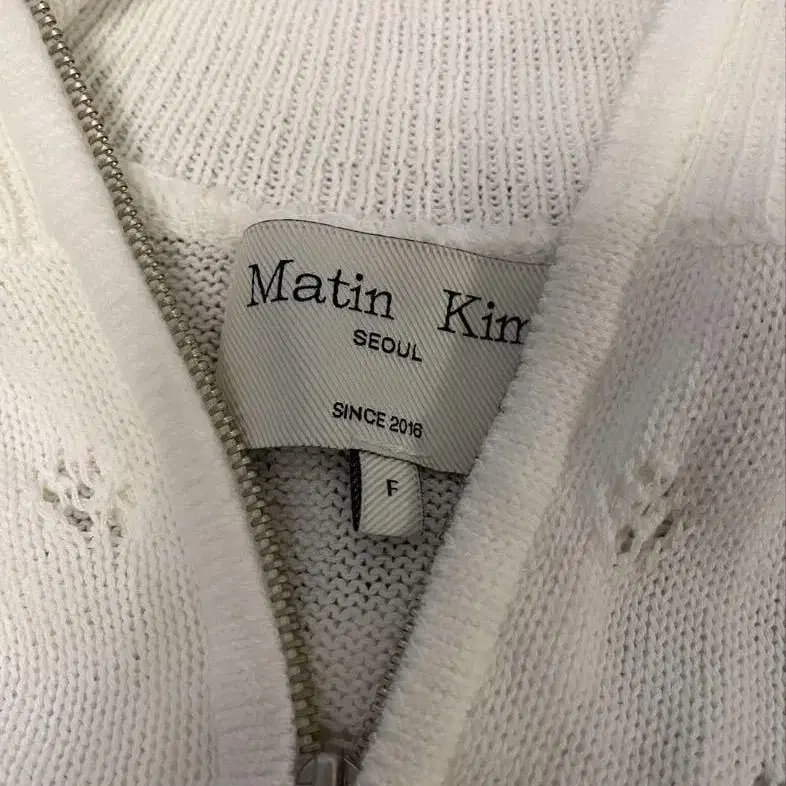 Matin Kim
SEOUL
SINCE 2016
F